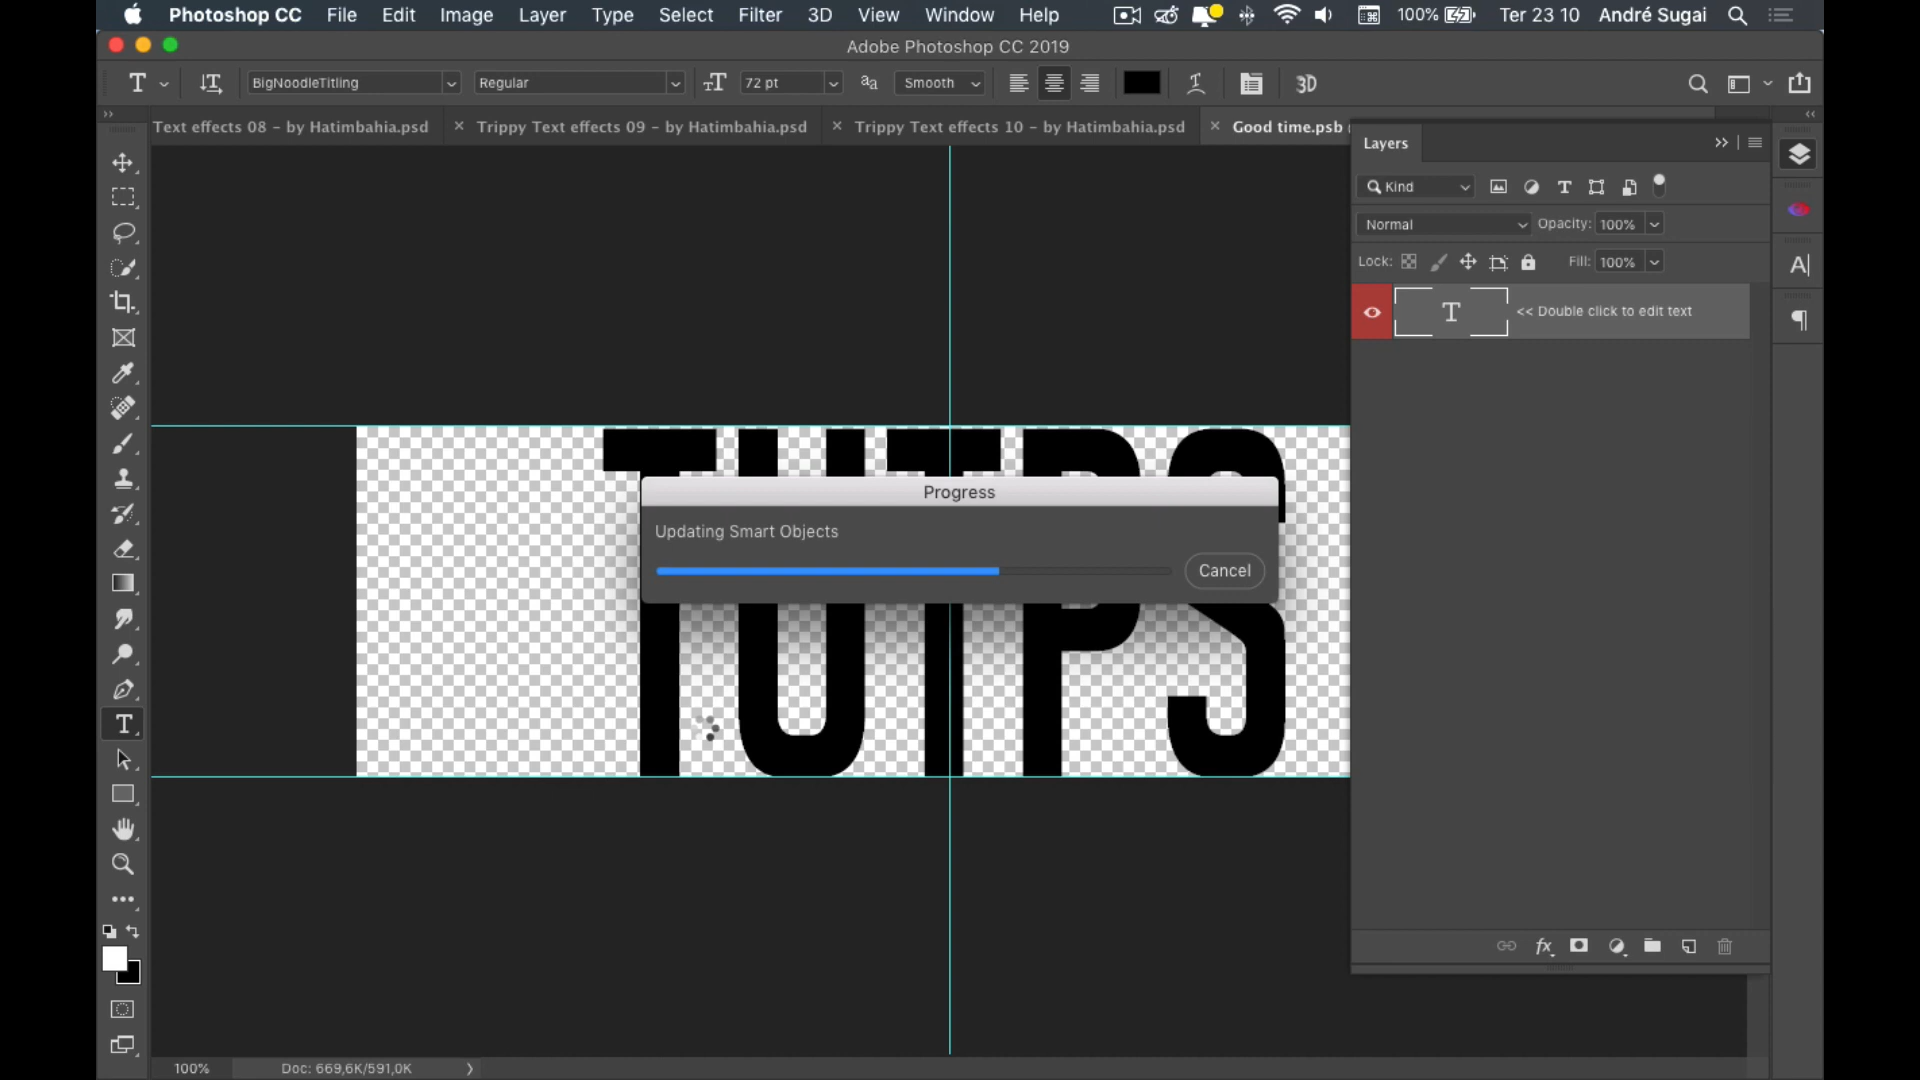 Photoshop CC File Edit Image Layer Type Select Filter 3D View Window Help 100% Ter 23 10 André Sugai
Adobe Photoshop CC 2019
BigNoodleTitling Regular 72 pt Smooth 3D
Text effects 08 – by Hatimbahia.psd Trippy Text effects 09 – by Hatimbahia.psd Trippy Text effects 10 – by Hatimbahia.psd Good time.psb
Layers
Kind
Normal Opacity: 100%
Lock: Fill: 100%
<< Double click to edit text
TUTPS
Progress
Updating Smart Objects
Cancel
100% Doc: 669,6K/591,0K